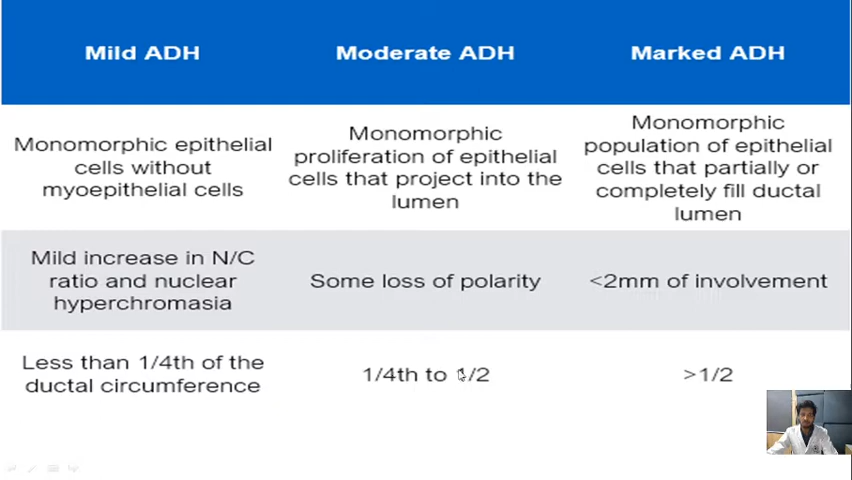 Mild ADH
Moderate ADH
Marked ADH
Monomorphic epithelial
cells without
myoepithelial cells
Monomorphic
proliferation of epithelial
cells that project into the
lumen
Monomorphic
population of epithelial
cells that partially or
completely fill ductal
lumen
Mild increase in N/C
ratio and nuclear
hyperchromasia
Some loss of polarity
<2mm of involvement
Less than 1/4th of the
ductal circumference
1/4th to 1/2
>1/2